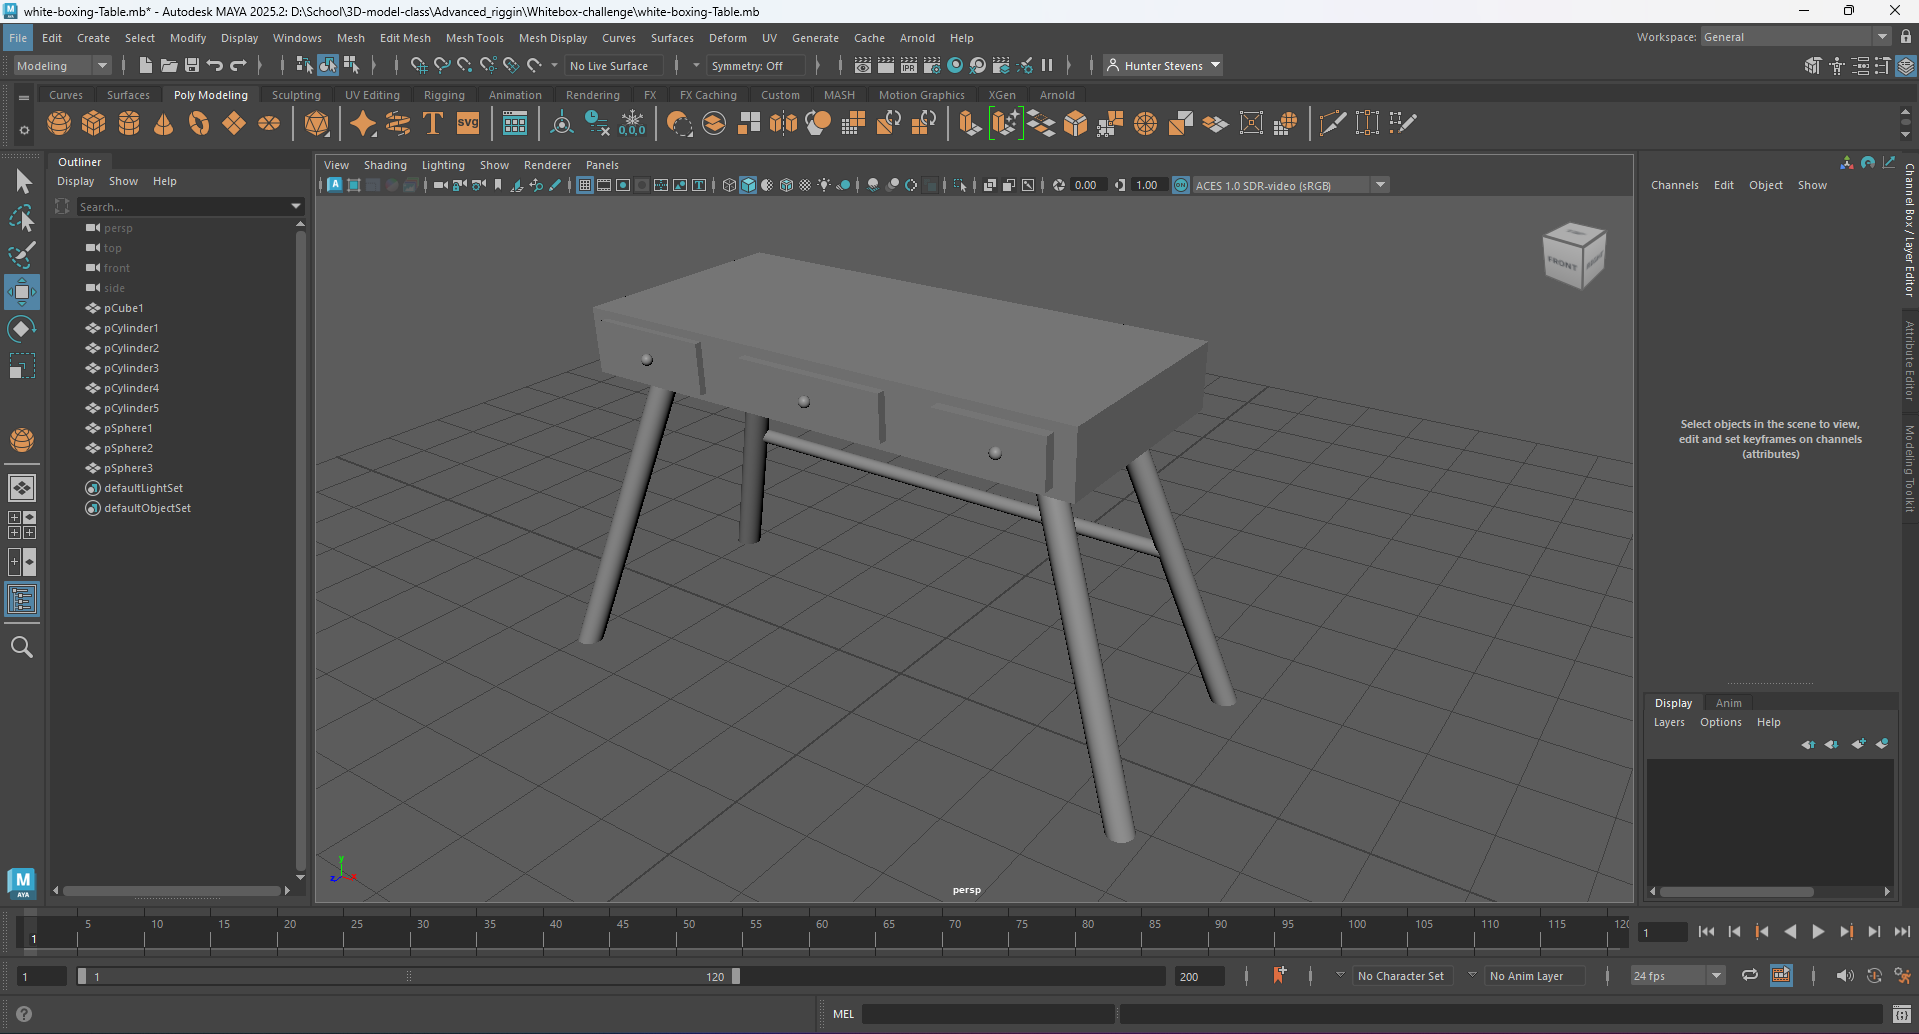 white-boxing-Table.mb* - Autodesk MAYA 2025.2: D:\School\3D-model-class\Advanced_riggin\Whitebox-challenge\white-boxing-Table.mb
File Edit Create Select Modify Display Windows Mesh Edit Mesh Mesh Tools Mesh Display Curves Surfaces Deform UV Generate Cache Arnold Help
Workspace: General
Modeling
No Live Surface
Symmetry: Off
IPR
Hunter Stevens
Curves Surfaces Poly Modeling Sculpting UV Editing Rigging Animation Rendering FX FX Caching Custom MASH Motion Graphics XGen Arnold
T
SVG
0,0,0
Outliner
Display Show Help
Search...
persp
top
front
side
pCube1
pCylinder1
pCylinder2
pCylinder3
pCylinder4
pCylinder5
pSphere1
pSphere2
pSphere3
defaultLightSet
defaultObjectSet
View Shading Lighting Show Renderer Panels
0.00
1.00
ACES 1.0 SDR-video (sRGB)
FRONT
y
z
persp
Channels Edit Object Show
Select objects in the scene to view,
edit and set keyframes on channels
(attributes)
Channel Box / Layer Editor
Attribute Editor
Modeling Toolkit
Display Anim
Layers Options Help
M
AYA
5 10 15 20 25 30 35 40 45 50 55 60 65 70 75 80 85 90 95 100 105 110 115 120
1
1
1
1
120
200
No Character Set
No Anim Layer
24 fps
MEL